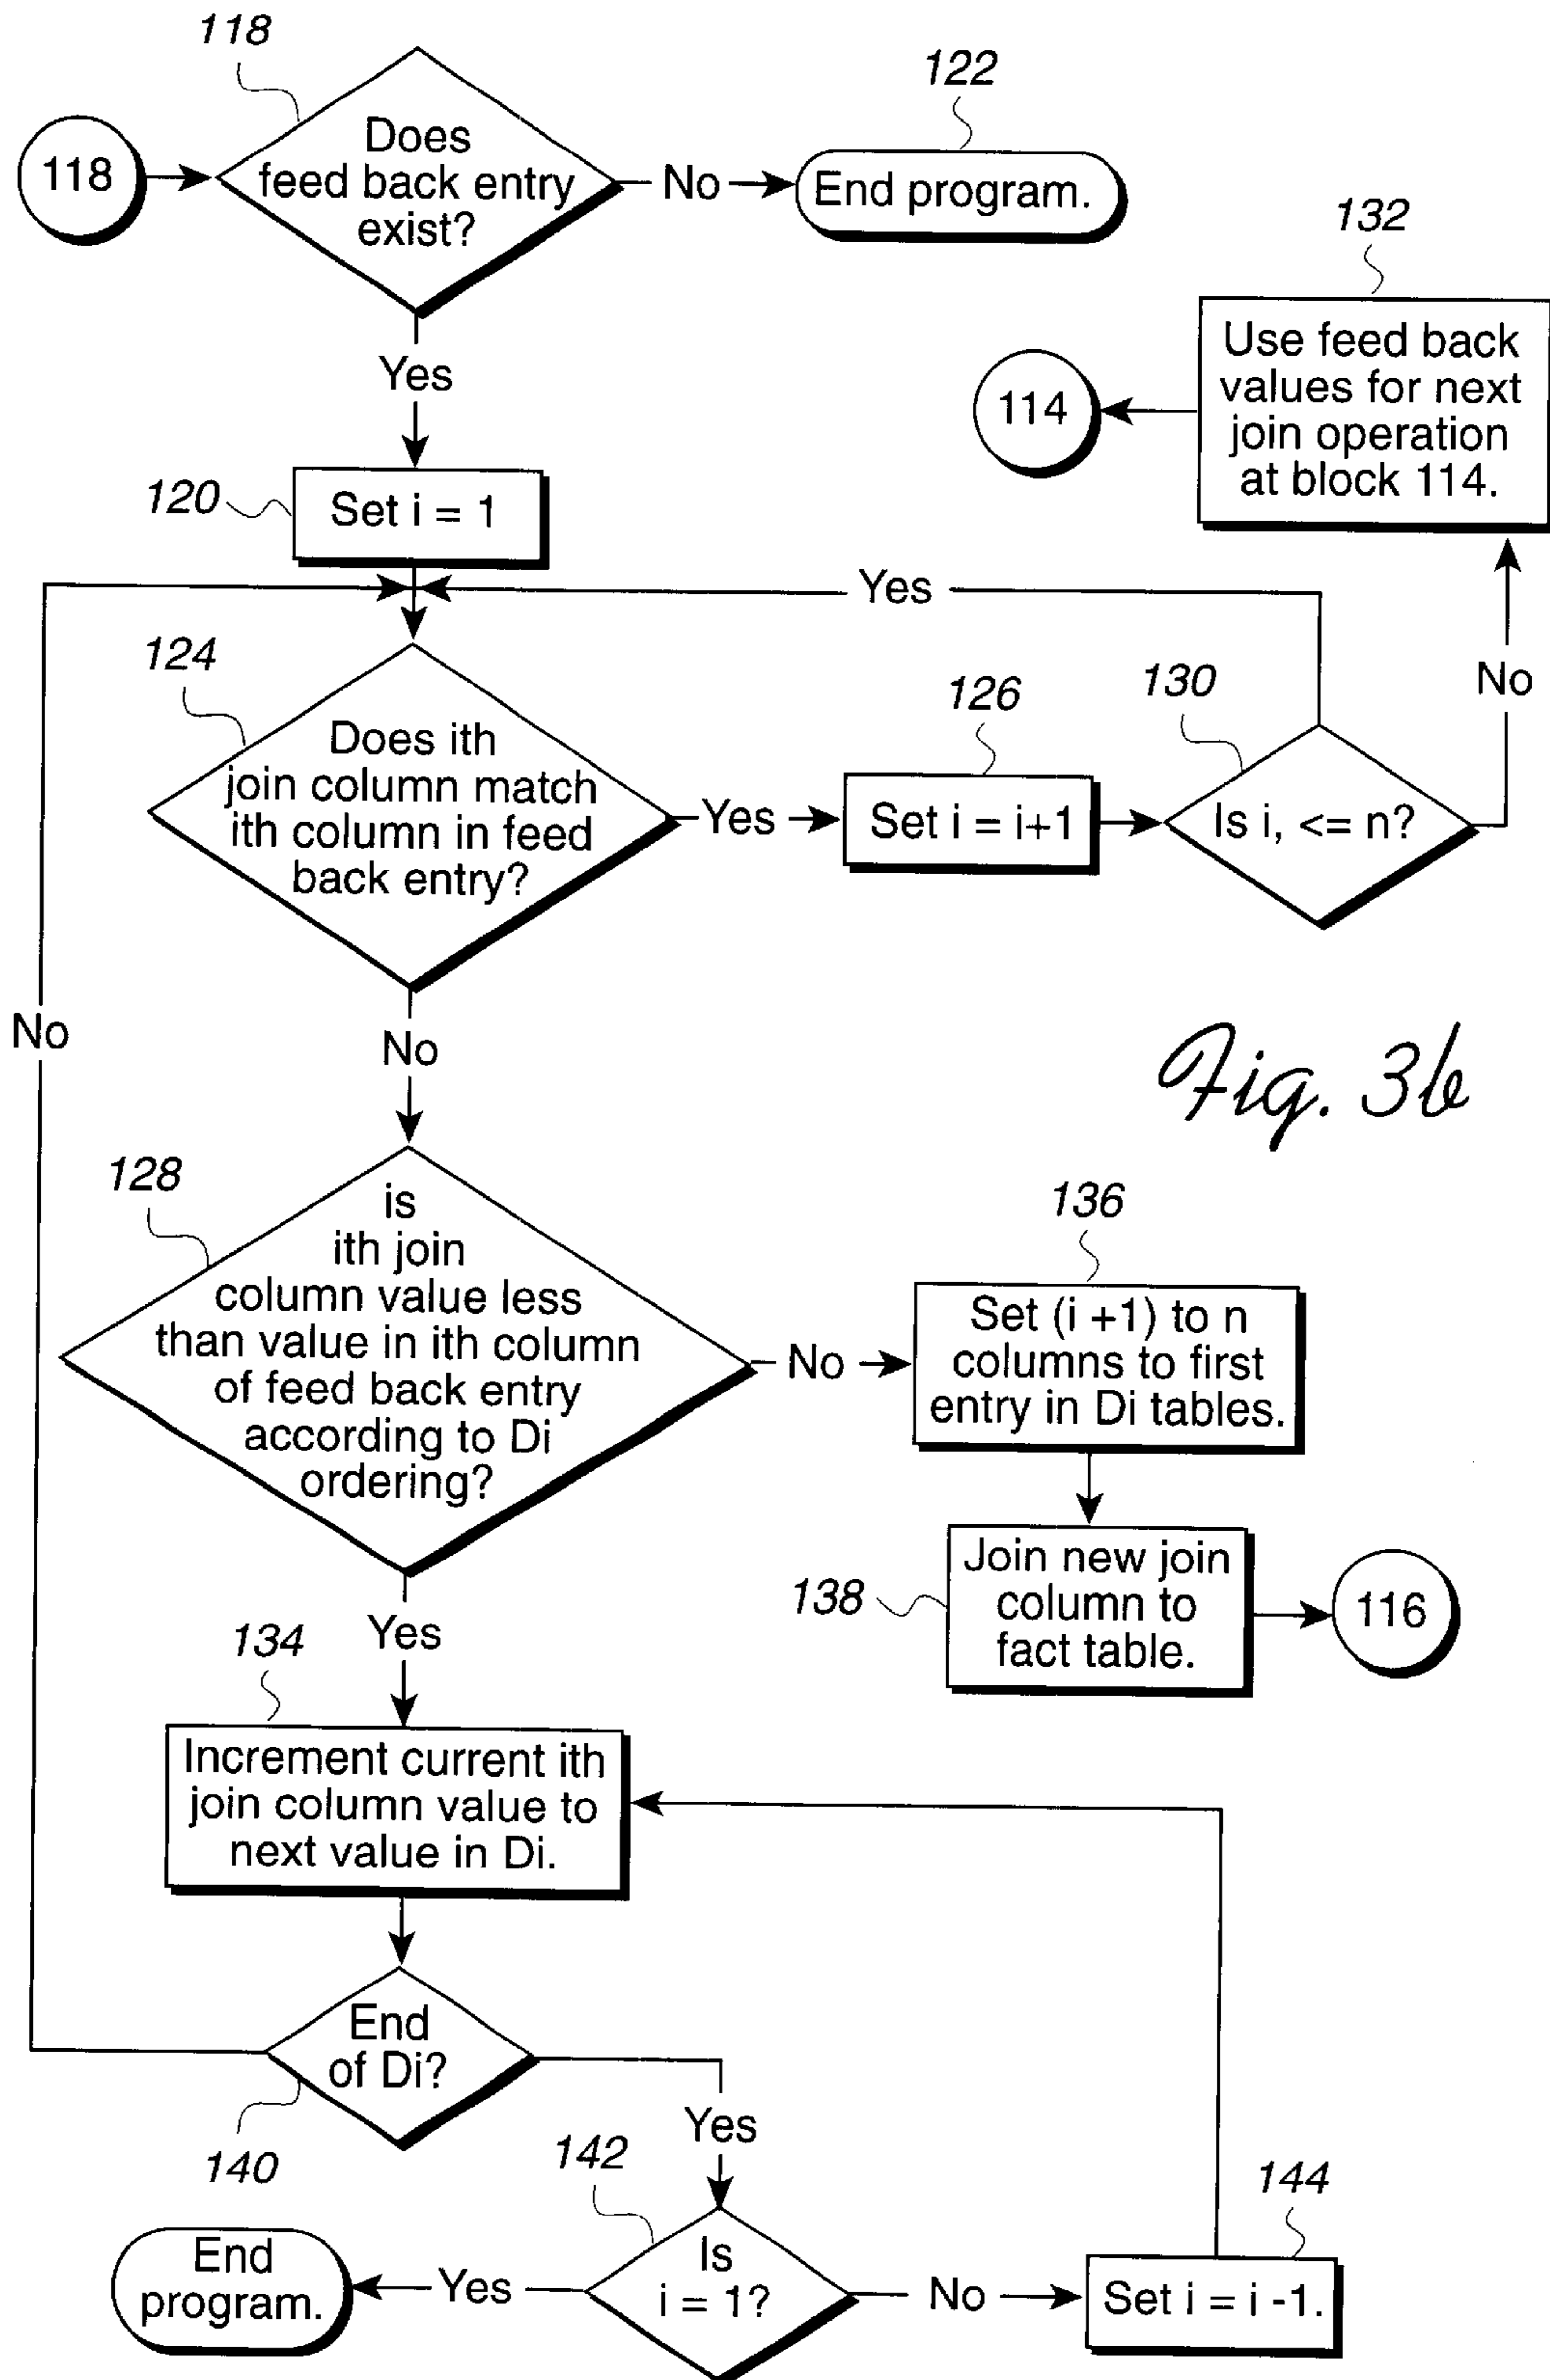 118
122
Does
feed back entry
exist?
118
No
End program.
132
Use feed back
values for next
join operation
at block 114.
114
Yes
120
Set i = 1
Yes
124
Does ith
join column match
ith column in feed
back entry?
Yes
126
Set i = i+1
130
Is i, <= n?
No
No
No
Fig. 3b
128
is
ith join
column value less
than value in ith column
of feed back entry
according to Di
ordering?
No
136
Set (i +1) to n
columns to first
entry in Di tables.
138
Join new join
column to
fact table.
116
Yes
134
Increment current ith
join column value to
next value in Di.
End
of Di?
140
Yes
142
Is
i = 1?
Yes
End
program.
No
144
Set i = i -1.